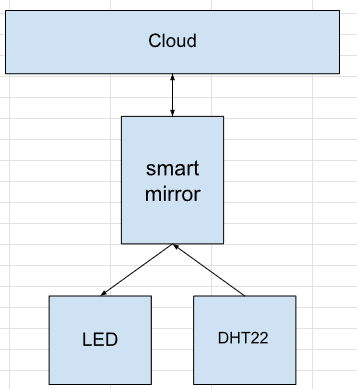 Cloud
smart
mirror
LED
DHT22